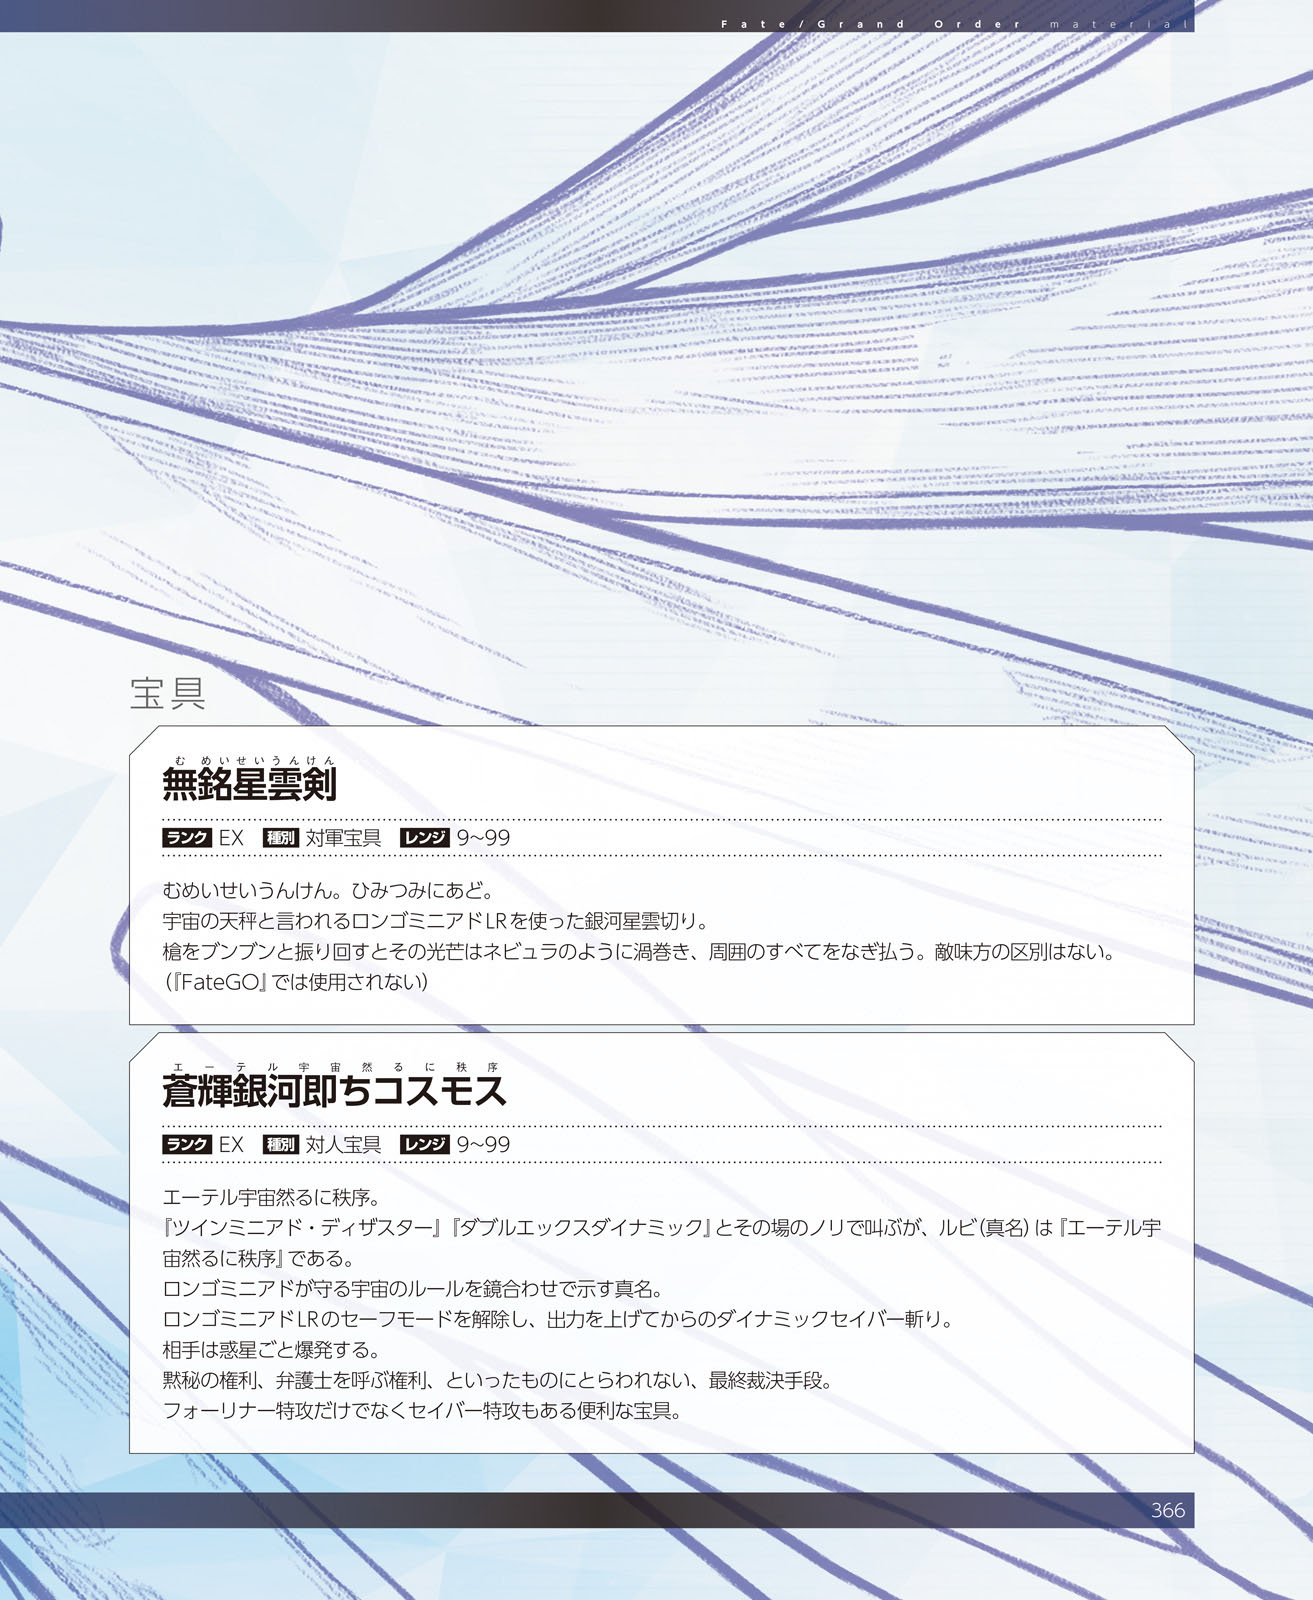 Fate/Grand Order material
宝具
むめいせいうんけん
無銘星雲剣
ランク EX 種別 対軍宝具 レンジ 9~99
むめいせいうんけん。ひみつみにあど。
宇宙の天秤と言われるロンゴミニアドLRを使った銀河星雲切り。
槍をブンブンと振り回すとその光芒はネビュラのように渦巻き、周囲のすべてをなぎ払う。敵味方の区別はない。
(『FateGO』では使用されない)
エーテル宇宙然るに秩序
蒼輝銀河即ちコスモス
ランク EX 種別 対人宝具 レンジ 9~99
エーテル宇宙然るに秩序。
『ツインミニアド・ディザスター』『ダブルエックスダイナミック』とその場のノリで叫ぶが、ルビ(真名)は『エーテル宇
宙然るに秩序』である。
ロンゴミニアドが守る宇宙のルールを鏡合わせで示す真名。
ロンゴミニアドLRのセーフモードを解除し、出力を上げてからのダイナミックセイバー斬り。
相手は惑星ごと爆発する。
黙秘の権利、弁護士を呼ぶ権利、といったものにとらわれない、最終裁決手段。
フォーリナー特攻だけでなくセイバー特攻もある便利な宝具。
366